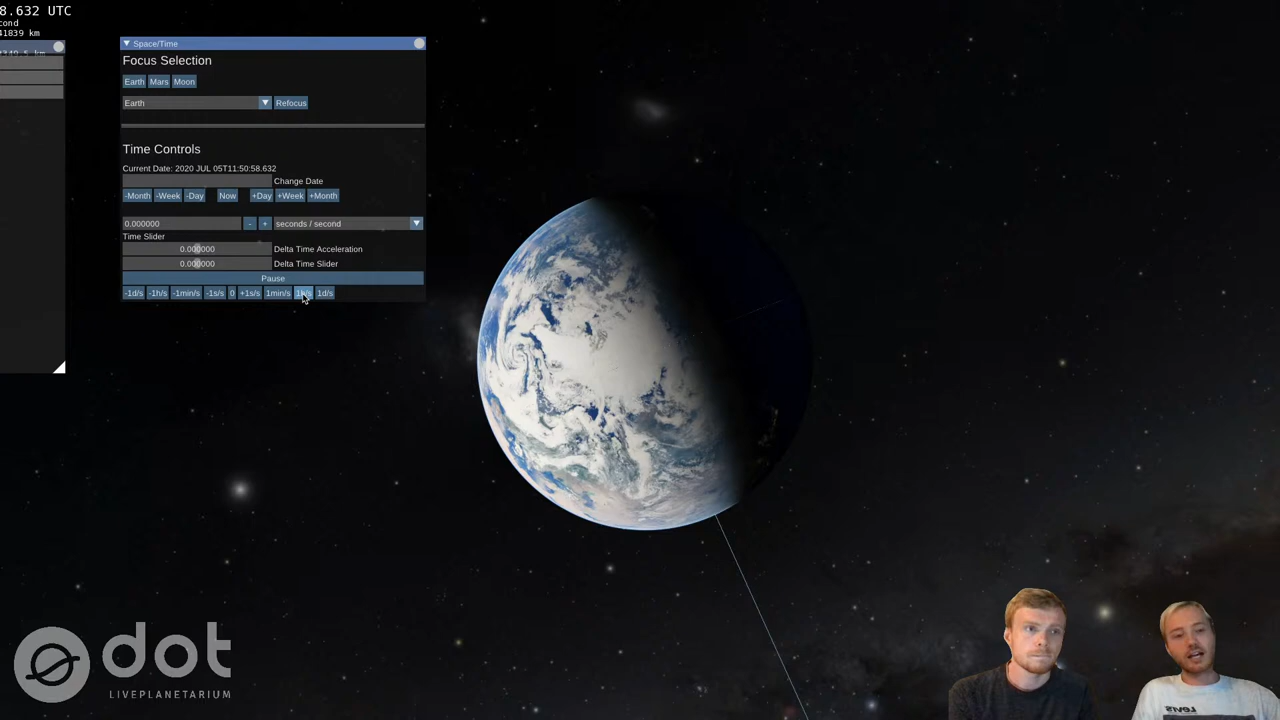 8.632 UTC
cond
41839 km
Space/Time
Focus Selection
Earth Mars Moon
Earth Refocus
Time Controls
Current Date: 2020 JUL 05T11:50:58.632
Change Date
-Month -Week -Day Now +Day +Week +Month
0.000000 - + seconds / second
Time Slider
0.000000 Delta Time Acceleration
0.000000 Delta Time Slider
Pause
-1d/s -1h/s -1min/s -1s/s 0 +1s/s 1min/s 1h/s 1d/s
dot
LIVEPLANETARIUM